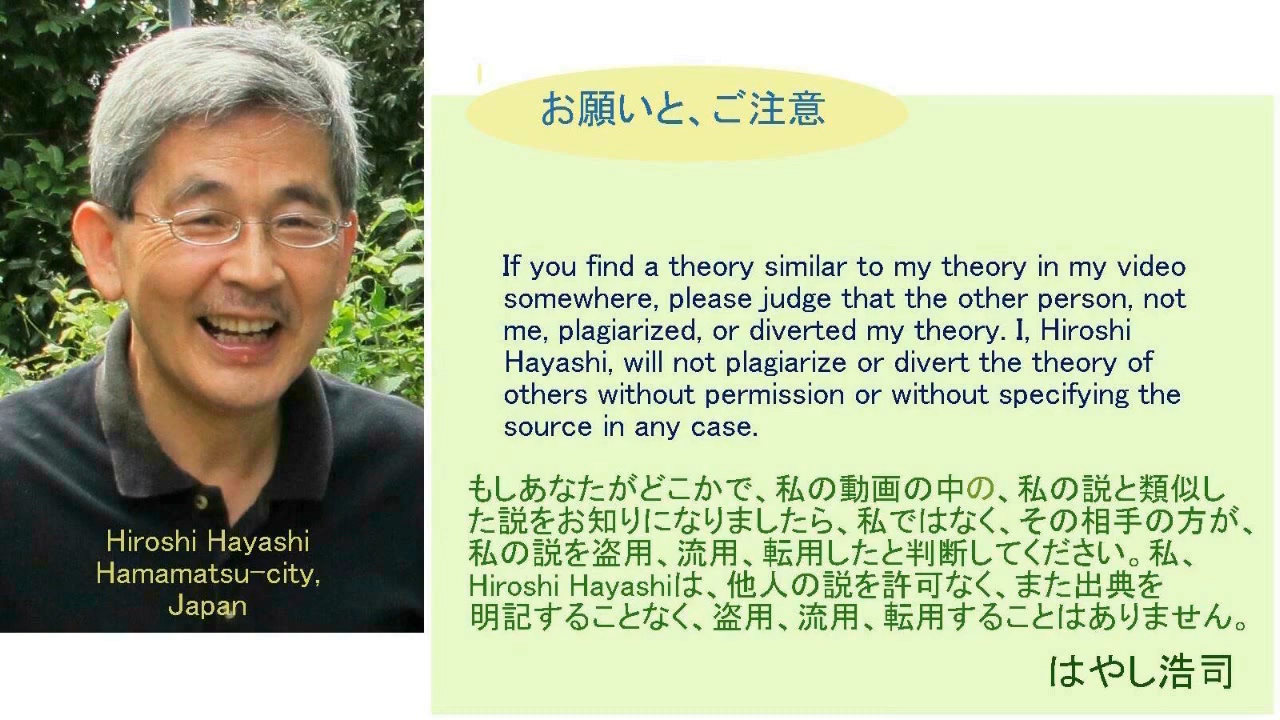 お願いと、ご注意
If you find a theory similar to my theory in my video
somewhere, please judge that the other person, not
me, plagiarized, or diverted my theory. I, Hiroshi
Hayashi, will not plagiarize or divert the theory of
others without permission or without specifying the
source in any case.
もしあなたがどこかで、私の動画の中の、私の説と類似し
た説をお知りになりましたら、私ではなく、その相手の方が、
私の説を盗用、流用、転用したと判断してください。私、
Hiroshi Hayashiは、他人の説を許可なく、また出典を
明記することなく、盗用、流用、転用することはありません。
はやし浩司
Hiroshi Hayashi
Hamamatsu-city,
Japan